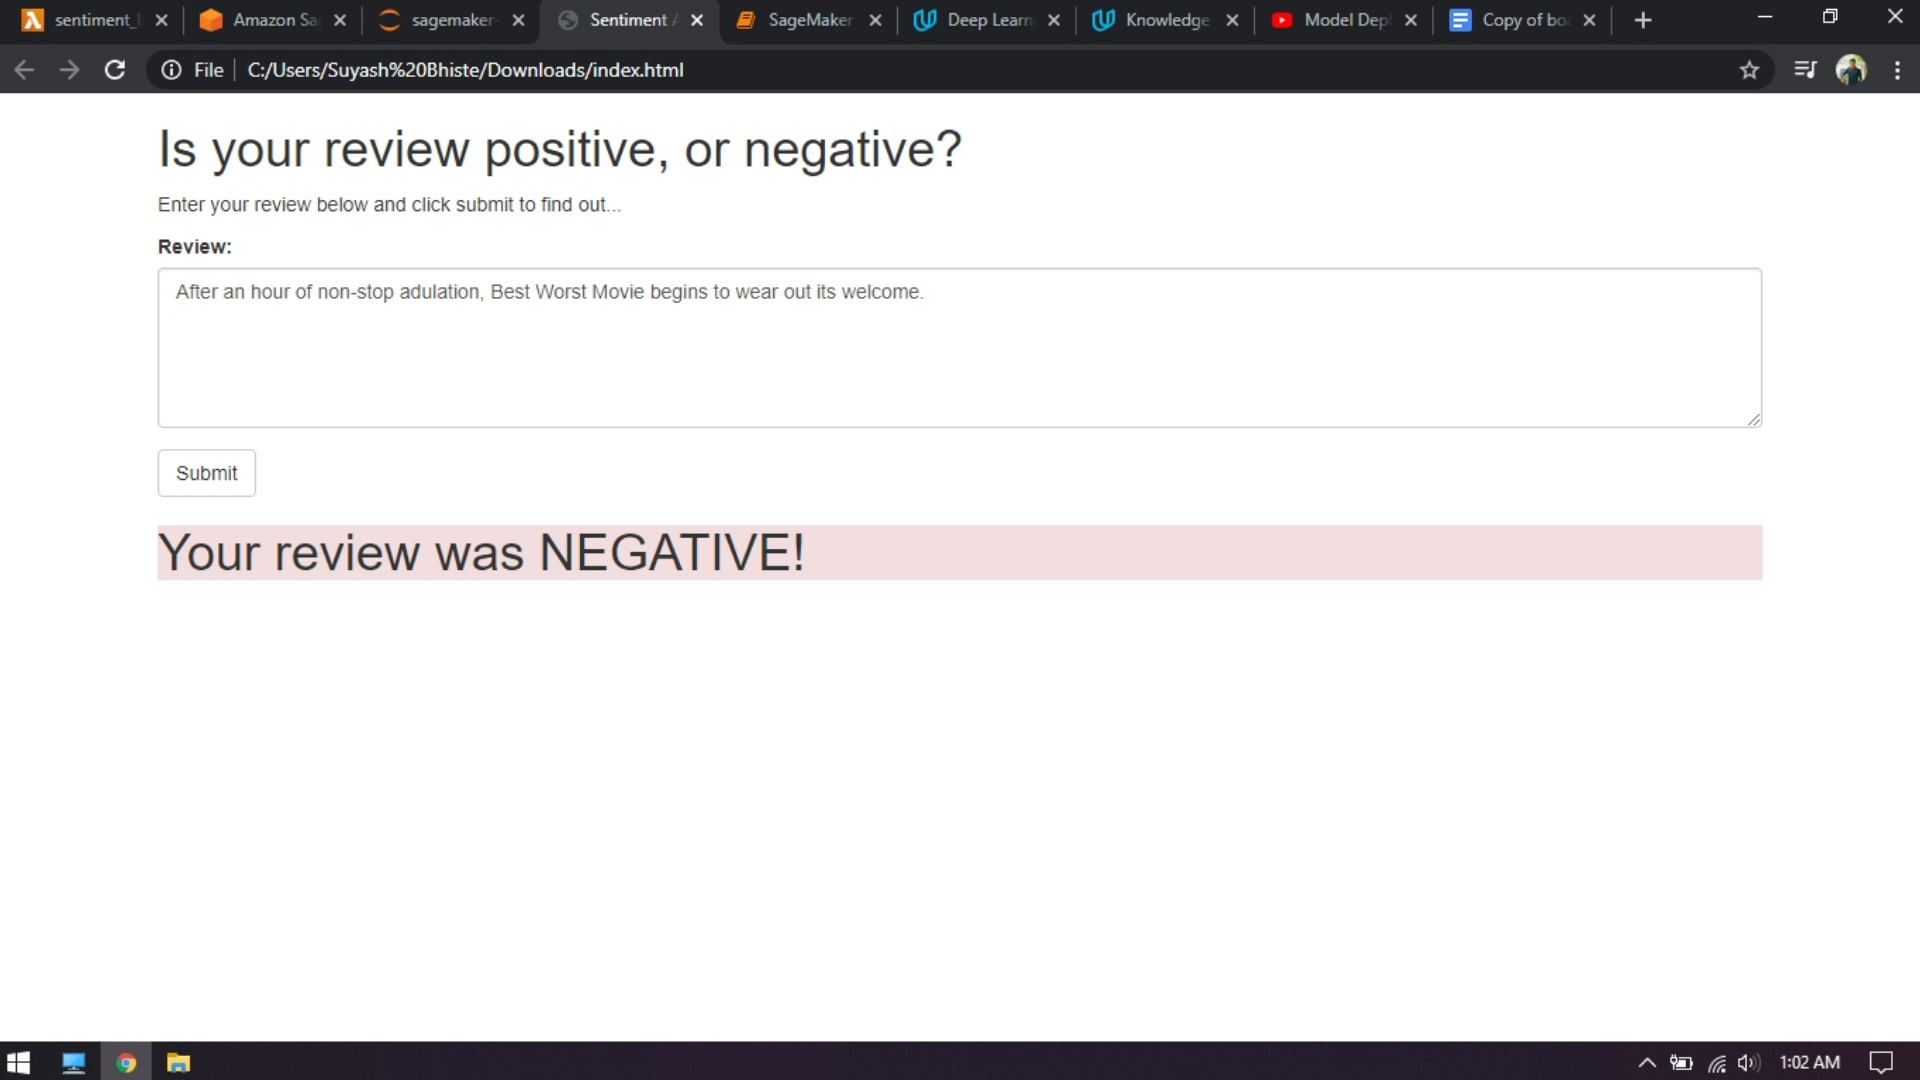 sentiment_
Amazon Sa
sagemaker-
Sentiment A
SageMaker
Deep Learn
Knowledge
Model Depl
Copy of bo
File
C:/Users/Suyash%20Bhiste/Downloads/index.html
Is your review positive, or negative?
Enter your review below and click submit to find out...
Review:
After an hour of non-stop adulation, Best Worst Movie begins to wear out its welcome.
Submit
Your review was NEGATIVE!
1:02 AM